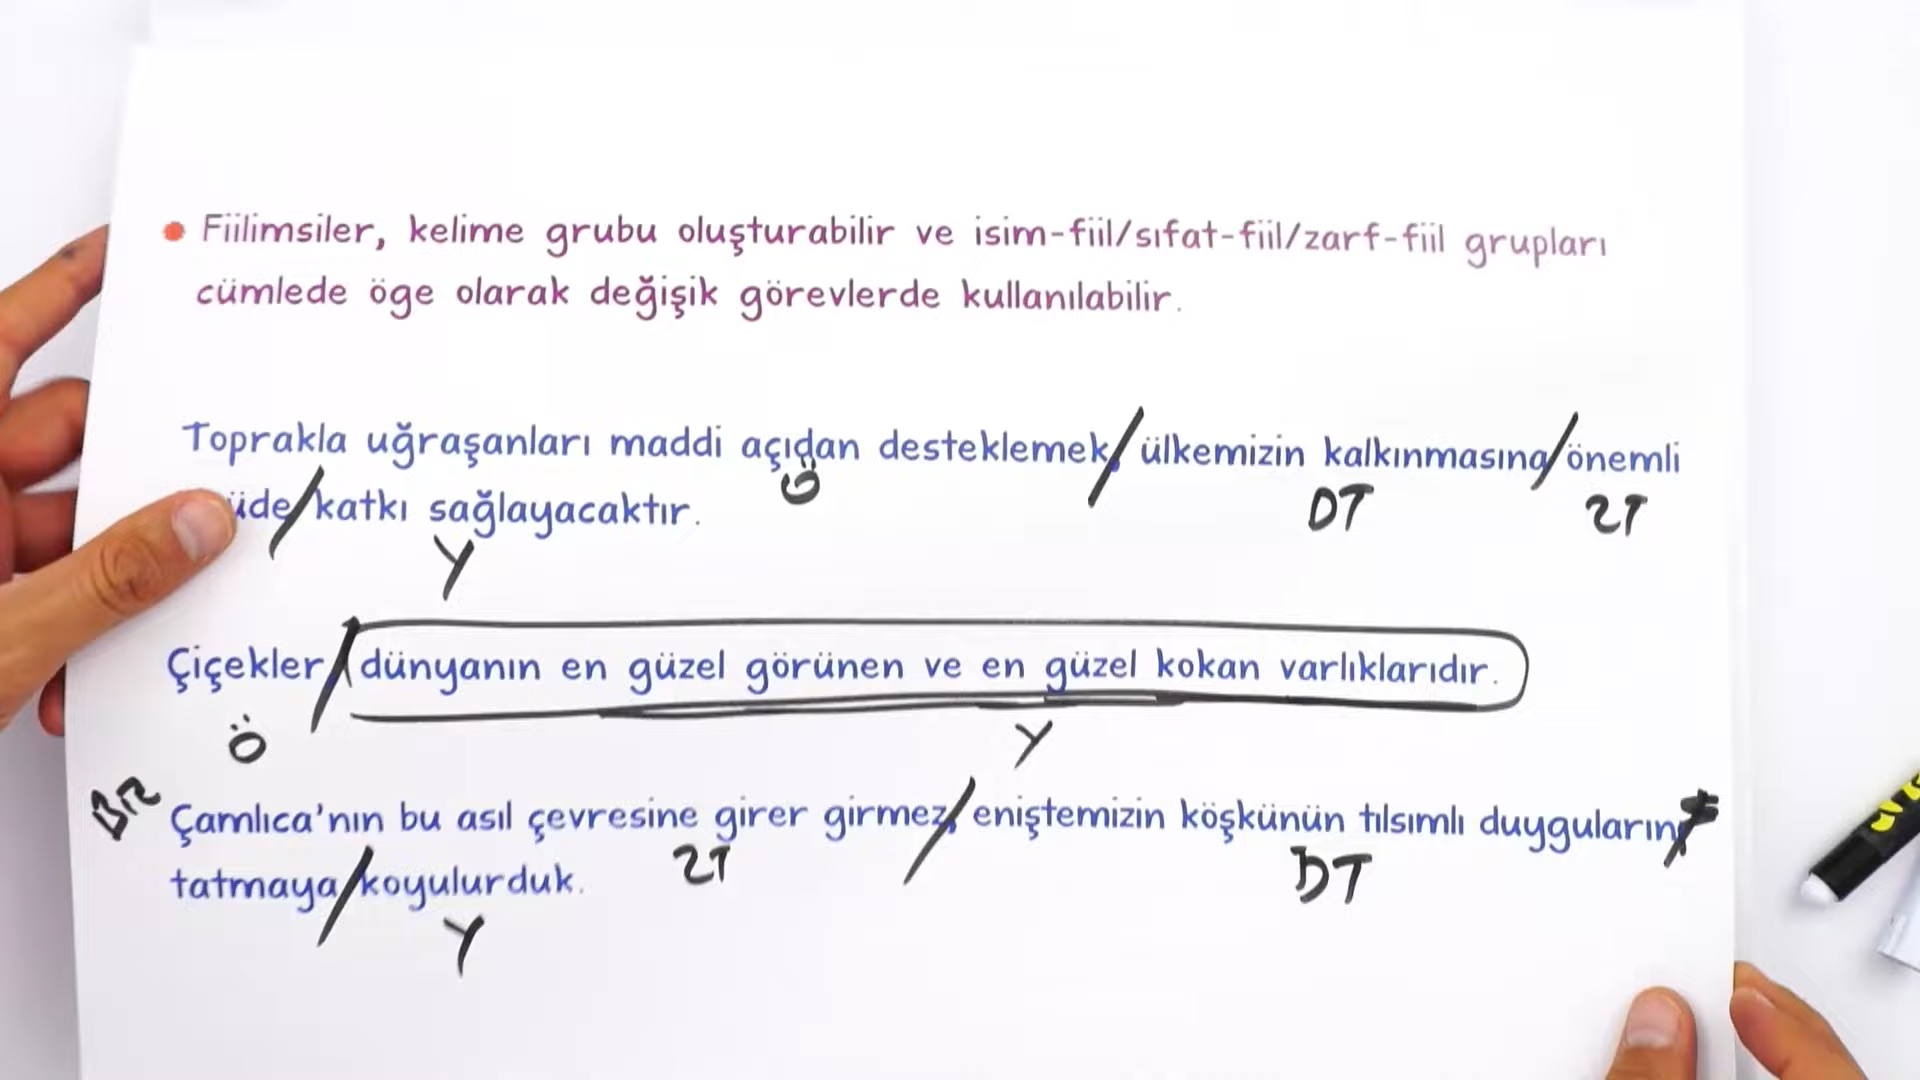 Fiilimsiler, kelime grubu oluşturabilir ve isim-fiil/sıfat-fiil/zarf-fiil grupları
cümlede öge olarak değişik görevlerde kullanılabilir.
Toprakla uğraşanları maddi açıdan desteklemek, / ülkemizin kalkınmasına / önemli
Ö DT ZT
/ katkı sağlayacaktır.
Y
Çiçekler / dünyanın en güzel görünen ve en güzel kokan varlıklarıdır.
Ö Y
Biz Çamlıca'nın bu asıl çevresine girer girmez, / eniştemizin köşkünün tılsımlı duygularını
ZT DT
tatmaya / koyulurduk.
Y